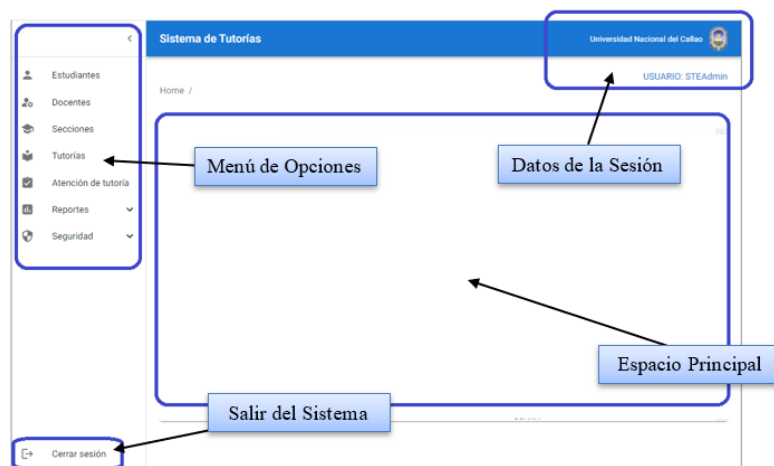 Sistema de Tutorías
Universidad Nacional del Callao
USUARIO: STEAdmin
Home /
Estudiantes
Docentes
Secciones
Tutorías
Atención de tutoría
Reportes
Seguridad
Menú de Opciones
Datos de la Sesión
Espacio Principal
Salir del Sistema
Cerrar sesión